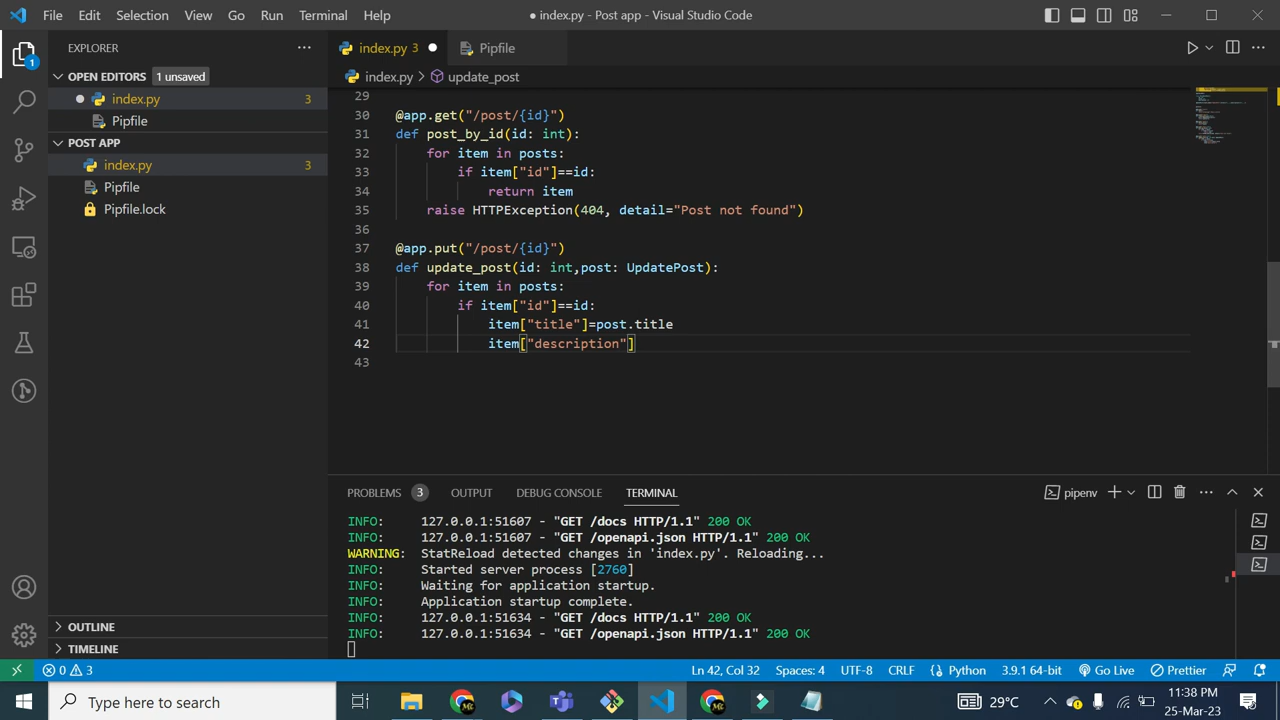 File Edit Selection View Go Run Terminal Help
● index.py - Post app - Visual Studio Code
EXPLORER
OPEN EDITORS 1 unsaved
index.py 3
Pipfile
POST APP
index.py 3
Pipfile
Pipfile.lock
OUTLINE
TIMELINE
1
index.py 3 ●
Pipfile
index.py > update_post
29
30 @app.get("/post/{id}")
31 def post_by_id(id: int):
32 for item in posts:
33 if item["id"]==id:
34 return item
35 raise HTTPException(404, detail="Post not found")
36
37 @app.put("/post/{id}")
38 def update_post(id: int,post: UpdatePost):
39 for item in posts:
40 if item["id"]==id:
41 item["title"]=post.title
42 item["description"]
43
PROBLEMS 3 OUTPUT DEBUG CONSOLE TERMINAL
pipenv
INFO: 127.0.0.1:51607 - "GET /docs HTTP/1.1" 200 OK
INFO: 127.0.0.1:51607 - "GET /openapi.json HTTP/1.1" 200 OK
WARNING: StatReload detected changes in 'index.py'. Reloading...
INFO: Started server process [2760]
INFO: Waiting for application startup.
INFO: Application startup complete.
INFO: 127.0.0.1:51634 - "GET /docs HTTP/1.1" 200 OK
INFO: 127.0.0.1:51634 - "GET /openapi.json HTTP/1.1" 200 OK
0 3
Ln 42, Col 32 Spaces: 4 UTF-8 CRLF Python 3.9.1 64-bit Go Live Prettier
Type here to search
29°C
11:38 PM
25-Mar-23